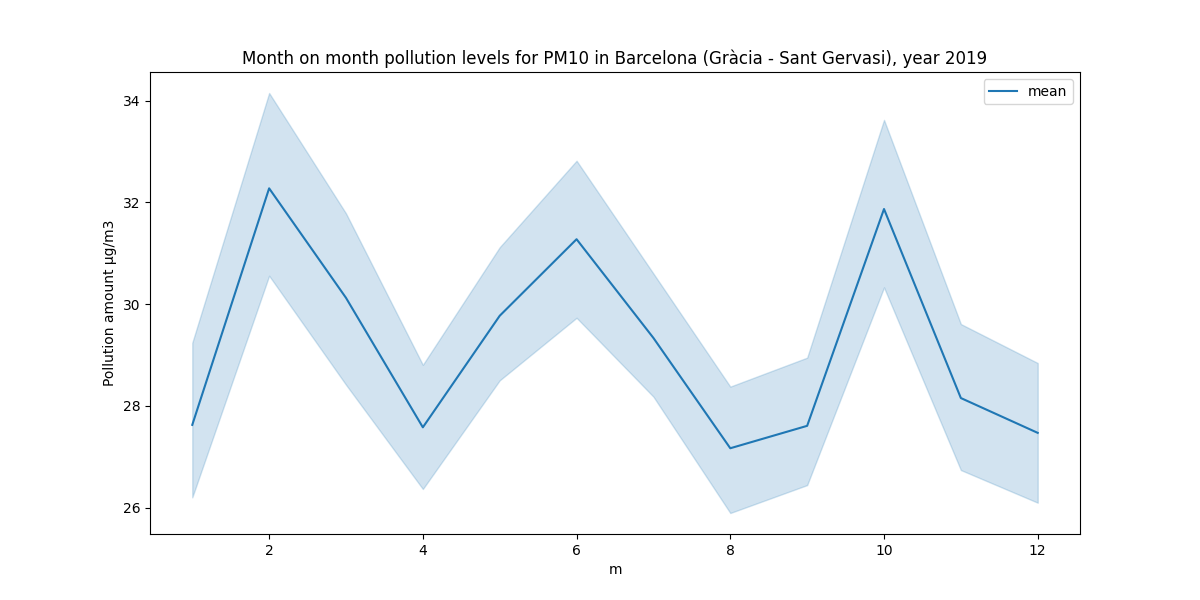 Month on month pollution levels for PM10 in Barcelona (Gràcia - Sant Gervasi), year 2019
mean
Pollution amount µg/m3
34
32
30
28
26
2 4 6 8 10 12
m